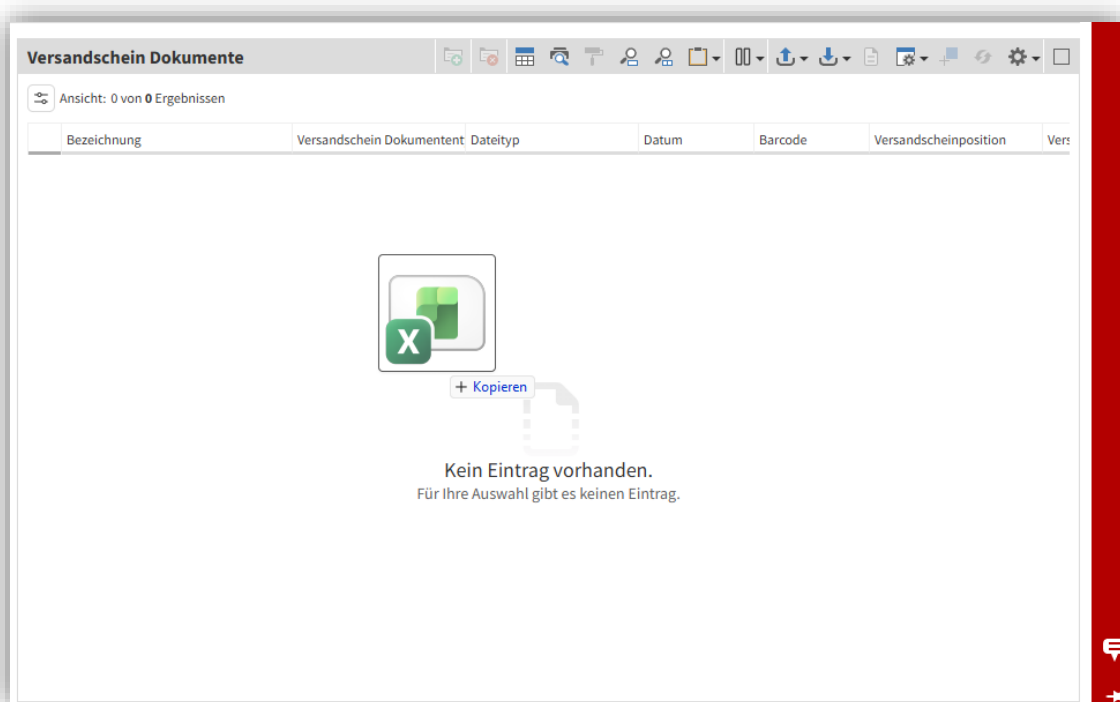 Versandschein Dokumente
Ansicht: 0 von 0 Ergebnissen
Bezeichnung Versandschein Dokumentent Dateityp Datum Barcode Versandscheinposition Vers
X
+ Kopieren
Kein Eintrag vorhanden.
Für Ihre Auswahl gibt es keinen Eintrag.